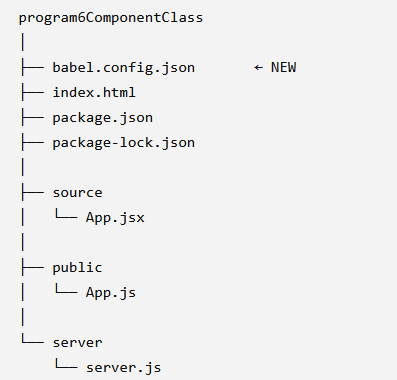 program6ComponentClass
│
├── babel.config.json       ← NEW
├── index.html
├── package.json
├── package-lock.json
│
├── source
│   └── App.jsx
│
├── public
│   └── App.js
│
└── server
    └── server.js